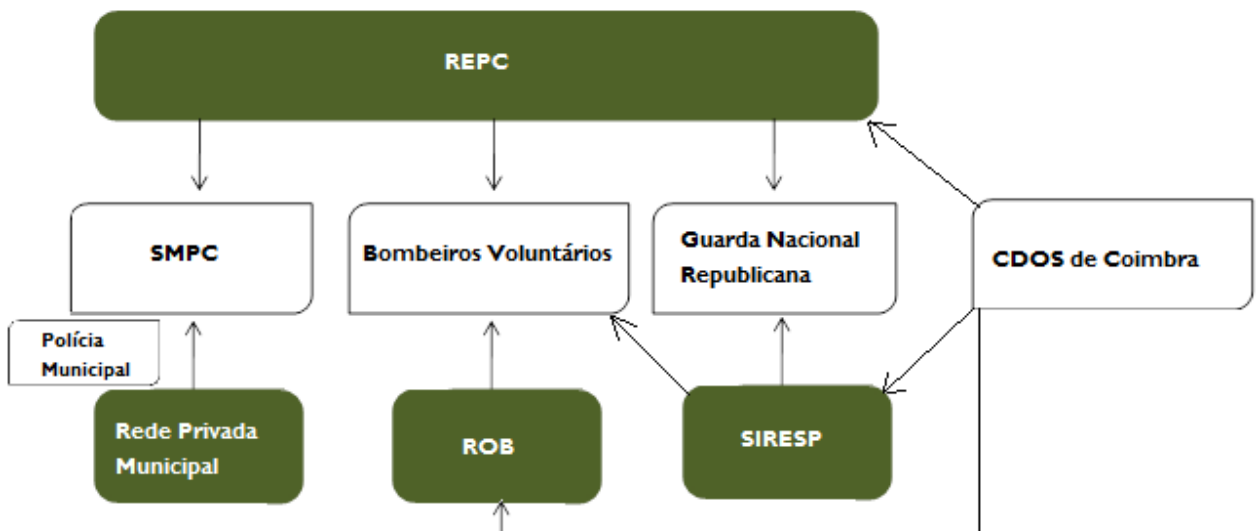 REPC
SMPC
Bombeiros Voluntários
Guarda Nacional
Republicana
CDOS de Coimbra
Polícia
Municipal
Rede Privada
Municipal
ROB
SIRESP